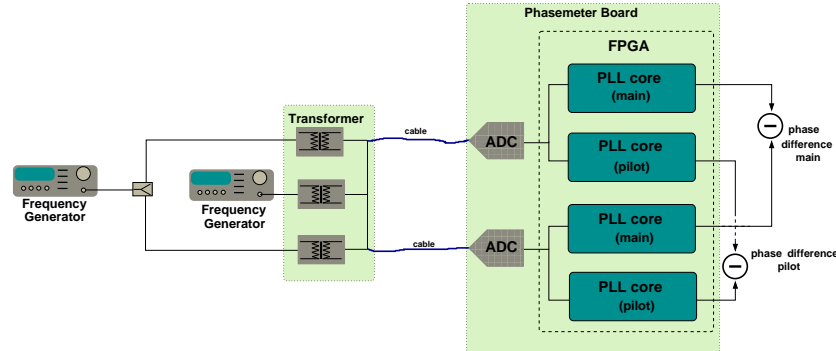 Phasemeter Board
FPGA
PLL core
(main)
Transformer
cable
ADC
phase
difference
main
PLL core
(pilot)
Frequency
Generator
Frequency
Generator
PLL core
(main)
cable
ADC
phase difference
pilot
PLL core
(pilot)